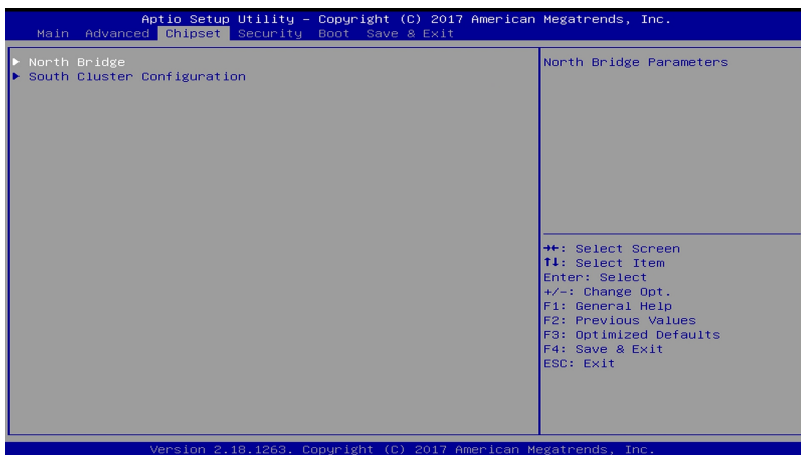 Aptio Setup Utility – Copyright (C) 2017 American Megatrends, Inc.
Main Advanced Chipset Security Boot Save & Exit
▶ North Bridge
▶ South Cluster Configuration
North Bridge Parameters
→←: Select Screen
↑↓: Select Item
Enter: Select
+/-: Change Opt.
F1: General Help
F2: Previous Values
F3: Optimized Defaults
F4: Save & Exit
ESC: Exit
Version 2.18.1263. Copyright (C) 2017 American Megatrends, Inc.